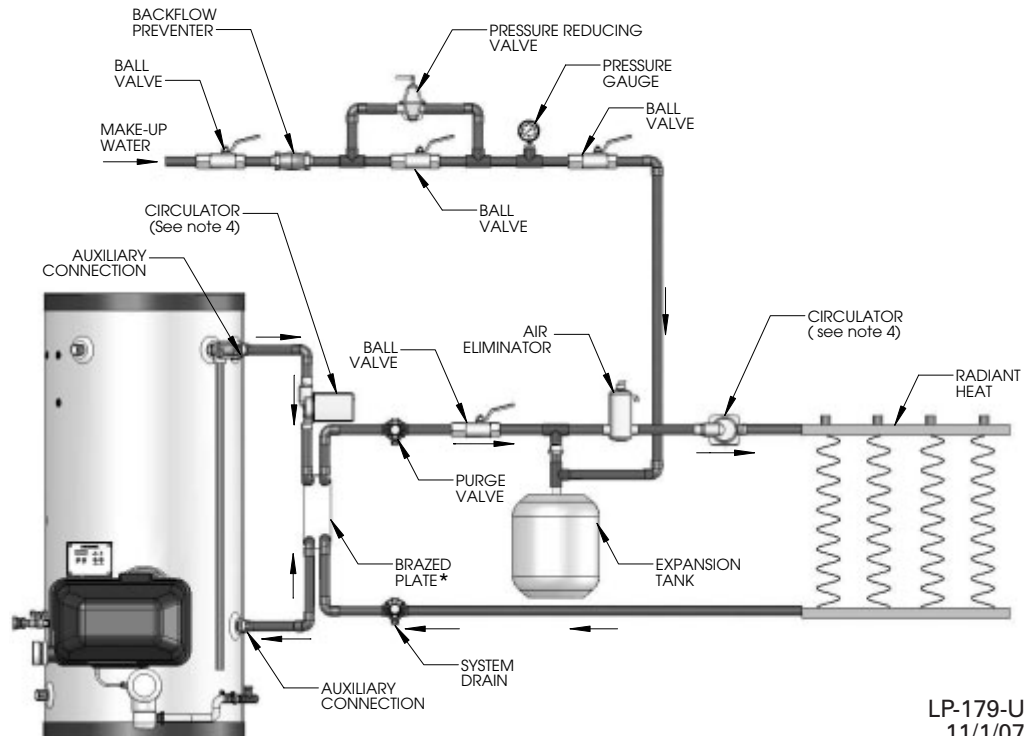 BACKFLOW
PREVENTER
PRESSURE REDUCING
VALVE
BALL
VALVE
PRESSURE
GAUGE
BALL
VALVE
MAKE-UP
WATER
BALL
VALVE
CIRCULATOR
(See note 4)
AUXILIARY
CONNECTION
CIRCULATOR
( see note 4)
AIR
ELIMINATOR
BALL
VALVE
RADIANT
HEAT
PURGE
VALVE
BRAZED
PLATE*
EXPANSION
TANK
SYSTEM
DRAIN
AUXILIARY
CONNECTION
LP-179-U
11/1/07